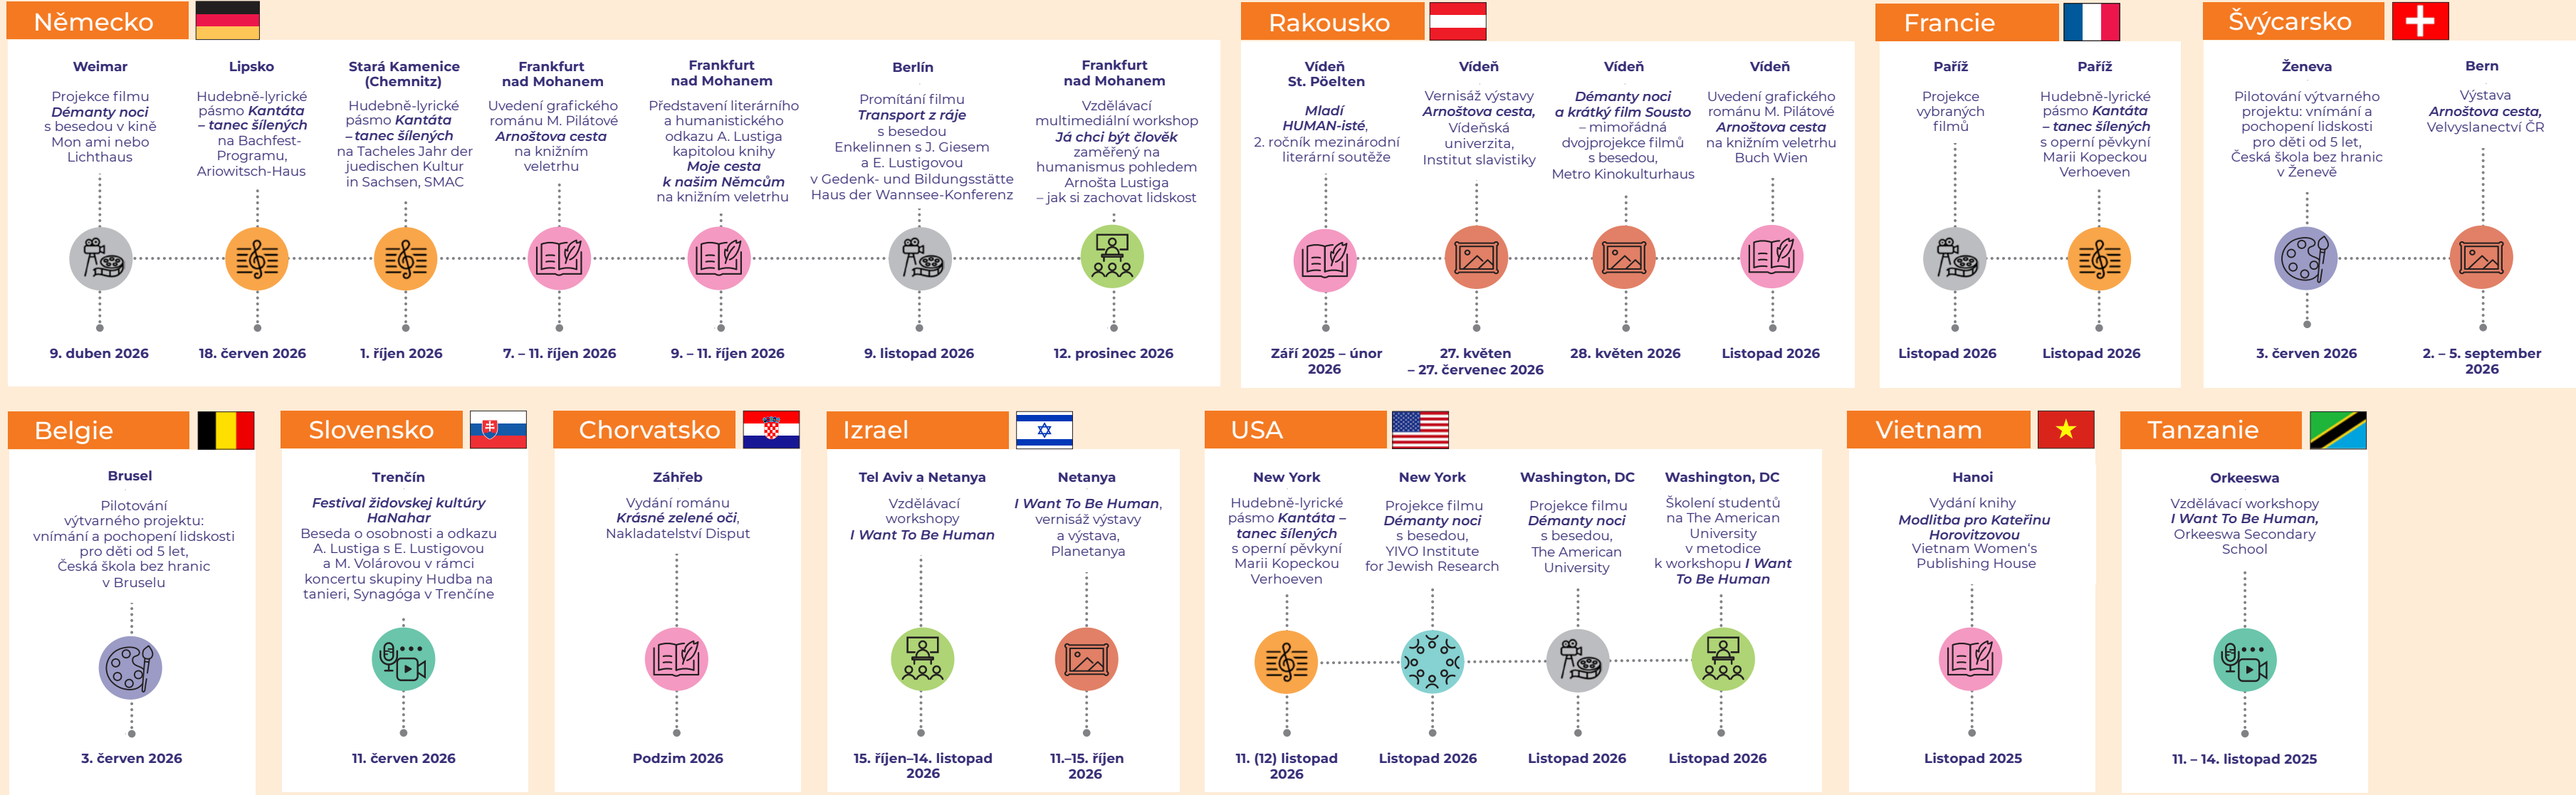 Německo
Weimar
Projekce filmu
Démanty noci
s besedou v kině
Mon ami nebo
Lichthaus
9. duben 2026
Lipsko
Hudebně-lyrické
pásmo Kantáta
– tanec šílených
na Bachfest-
Programu,
Ariowitsch-Haus
18. červen 2026
Stará Kamenice
(Chemnitz)
Hudebně-lyrické
pásmo Kantáta
– tanec šílených
na Tacheles Jahr der
juedischen Kultur
in Sachsen, SMAC
1. říjen 2026
Frankfurt
nad Mohanem
Uvedení grafického
románu M. Pilátové
Arnoštova cesta
na knižním
veletrhu
7. – 11. říjen 2026
Frankfurt
nad Mohanem
Představení literárního
a humanistického
odkazu A. Lustiga
kapitolou knihy
Moje cesta
k našim Němcům
na knižním veletrhu
9. – 11. říjen 2026
Berlín
Promítání filmu
Transport z ráje
s besedou
Enkelinnen s J. Giesem
a E. Lustigovou
v Gedenk- und Bildungsstätte
Haus der Wannsee-Konferenz
9. listopad 2026
Frankfurt
nad Mohanem
Vzdělávací
multimediální workshop
Já chci být člověk
zaměřený na
humanismus pohledem
Arnošta Lustiga
– jak si zachovat lidskost
12. prosinec 2026
Rakousko
Vídeň
St. Pöelten
Mladí
HUMAN-isté,
2. ročník mezinárodní
literární soutěže
Září 2025 – únor
2026
Vídeň
Vernisáž výstavy
Arnoštova cesta,
Vídeňská
univerzita,
Institut slavistiky
27. květen
– 27. červenec 2026
Vídeň
Démanty noci
a krátký film Sousto
– mimořádná
dvojprojekce filmů
s besedou,
Metro Kinokulturhaus
28. květen 2026
Vídeň
Uvedení grafického
románu M. Pilátové
Arnoštova cesta
na knižním veletrhu
Buch Wien
Listopad 2026
Francie
Paříž
Projekce
vybraných
filmů
Listopad 2026
Paříž
Hudebně-lyrické
pásmo Kantáta
– tanec šílených
s operní pěvkyní
Marii Kopeckou
Verhoeven
Listopad 2026
Švýcarsko
Ženeva
Pilotování výtvarného
projektu: vnímání a
pochopení lidskosti
pro děti od 5 let,
Česká škola bez hranic
v Ženevě
3. červen 2026
Bern
Výstava
Arnoštova cesta,
Velvyslanectví ČR
2. – 5. september
2026
Belgie
Brusel
Pilotování
výtvarného projektu:
vnímání a pochopení lidskosti
pro děti od 5 let,
Česká škola bez hranic
v Bruselu
3. červen 2026
Slovensko
Trenčín
Festival židovskej kultúry
HaNahar
Beseda o osobnosti a odkazu
A. Lustiga s E. Lustigovou
a M. Volárovou v rámci
koncertu skupiny Hudba na
tanieri, Synagóga v Trenčíne
11. červen 2026
Chorvatsko
Záhřeb
Vydání románu
Krásné zelené oči,
Nakladatelství Disput
Podzim 2026
Izrael
Tel Aviv a Netanya
Vzdělávací
workshopy
I Want To Be Human
15. říjen–14. listopad
2026
Netanya
I Want To Be Human,
vernisáž výstavy
a výstava,
Planetanya
11.–15. říjen
2026
USA
New York
Hudebně-lyrické
pásmo Kantáta –
tanec šílených
s operní pěvkyní
Marii Kopeckou
Verhoeven
11. (12) listopad
2026
New York
Projekce filmu
Démanty noci
s besedou,
YIVO Institute
for Jewish Research
Listopad 2026
Washington, DC
Projekce filmu
Démanty noci
s besedou,
The American
University
Listopad 2026
Washington, DC
Školení studentů
na The American
University
v metodice
k workshopu I Want
To Be Human
Listopad 2026
Vietnam
Hanoi
Vydání knihy
Modlitba pro Kateřinu
Horovitzovou
Vietnam Women's
Publishing House
Listopad 2025
Tanzanie
Orkeeswa
Vzdělávací workshopy
I Want To Be Human,
Orkeeswa Secondary
School
11. – 14. listopad 2025